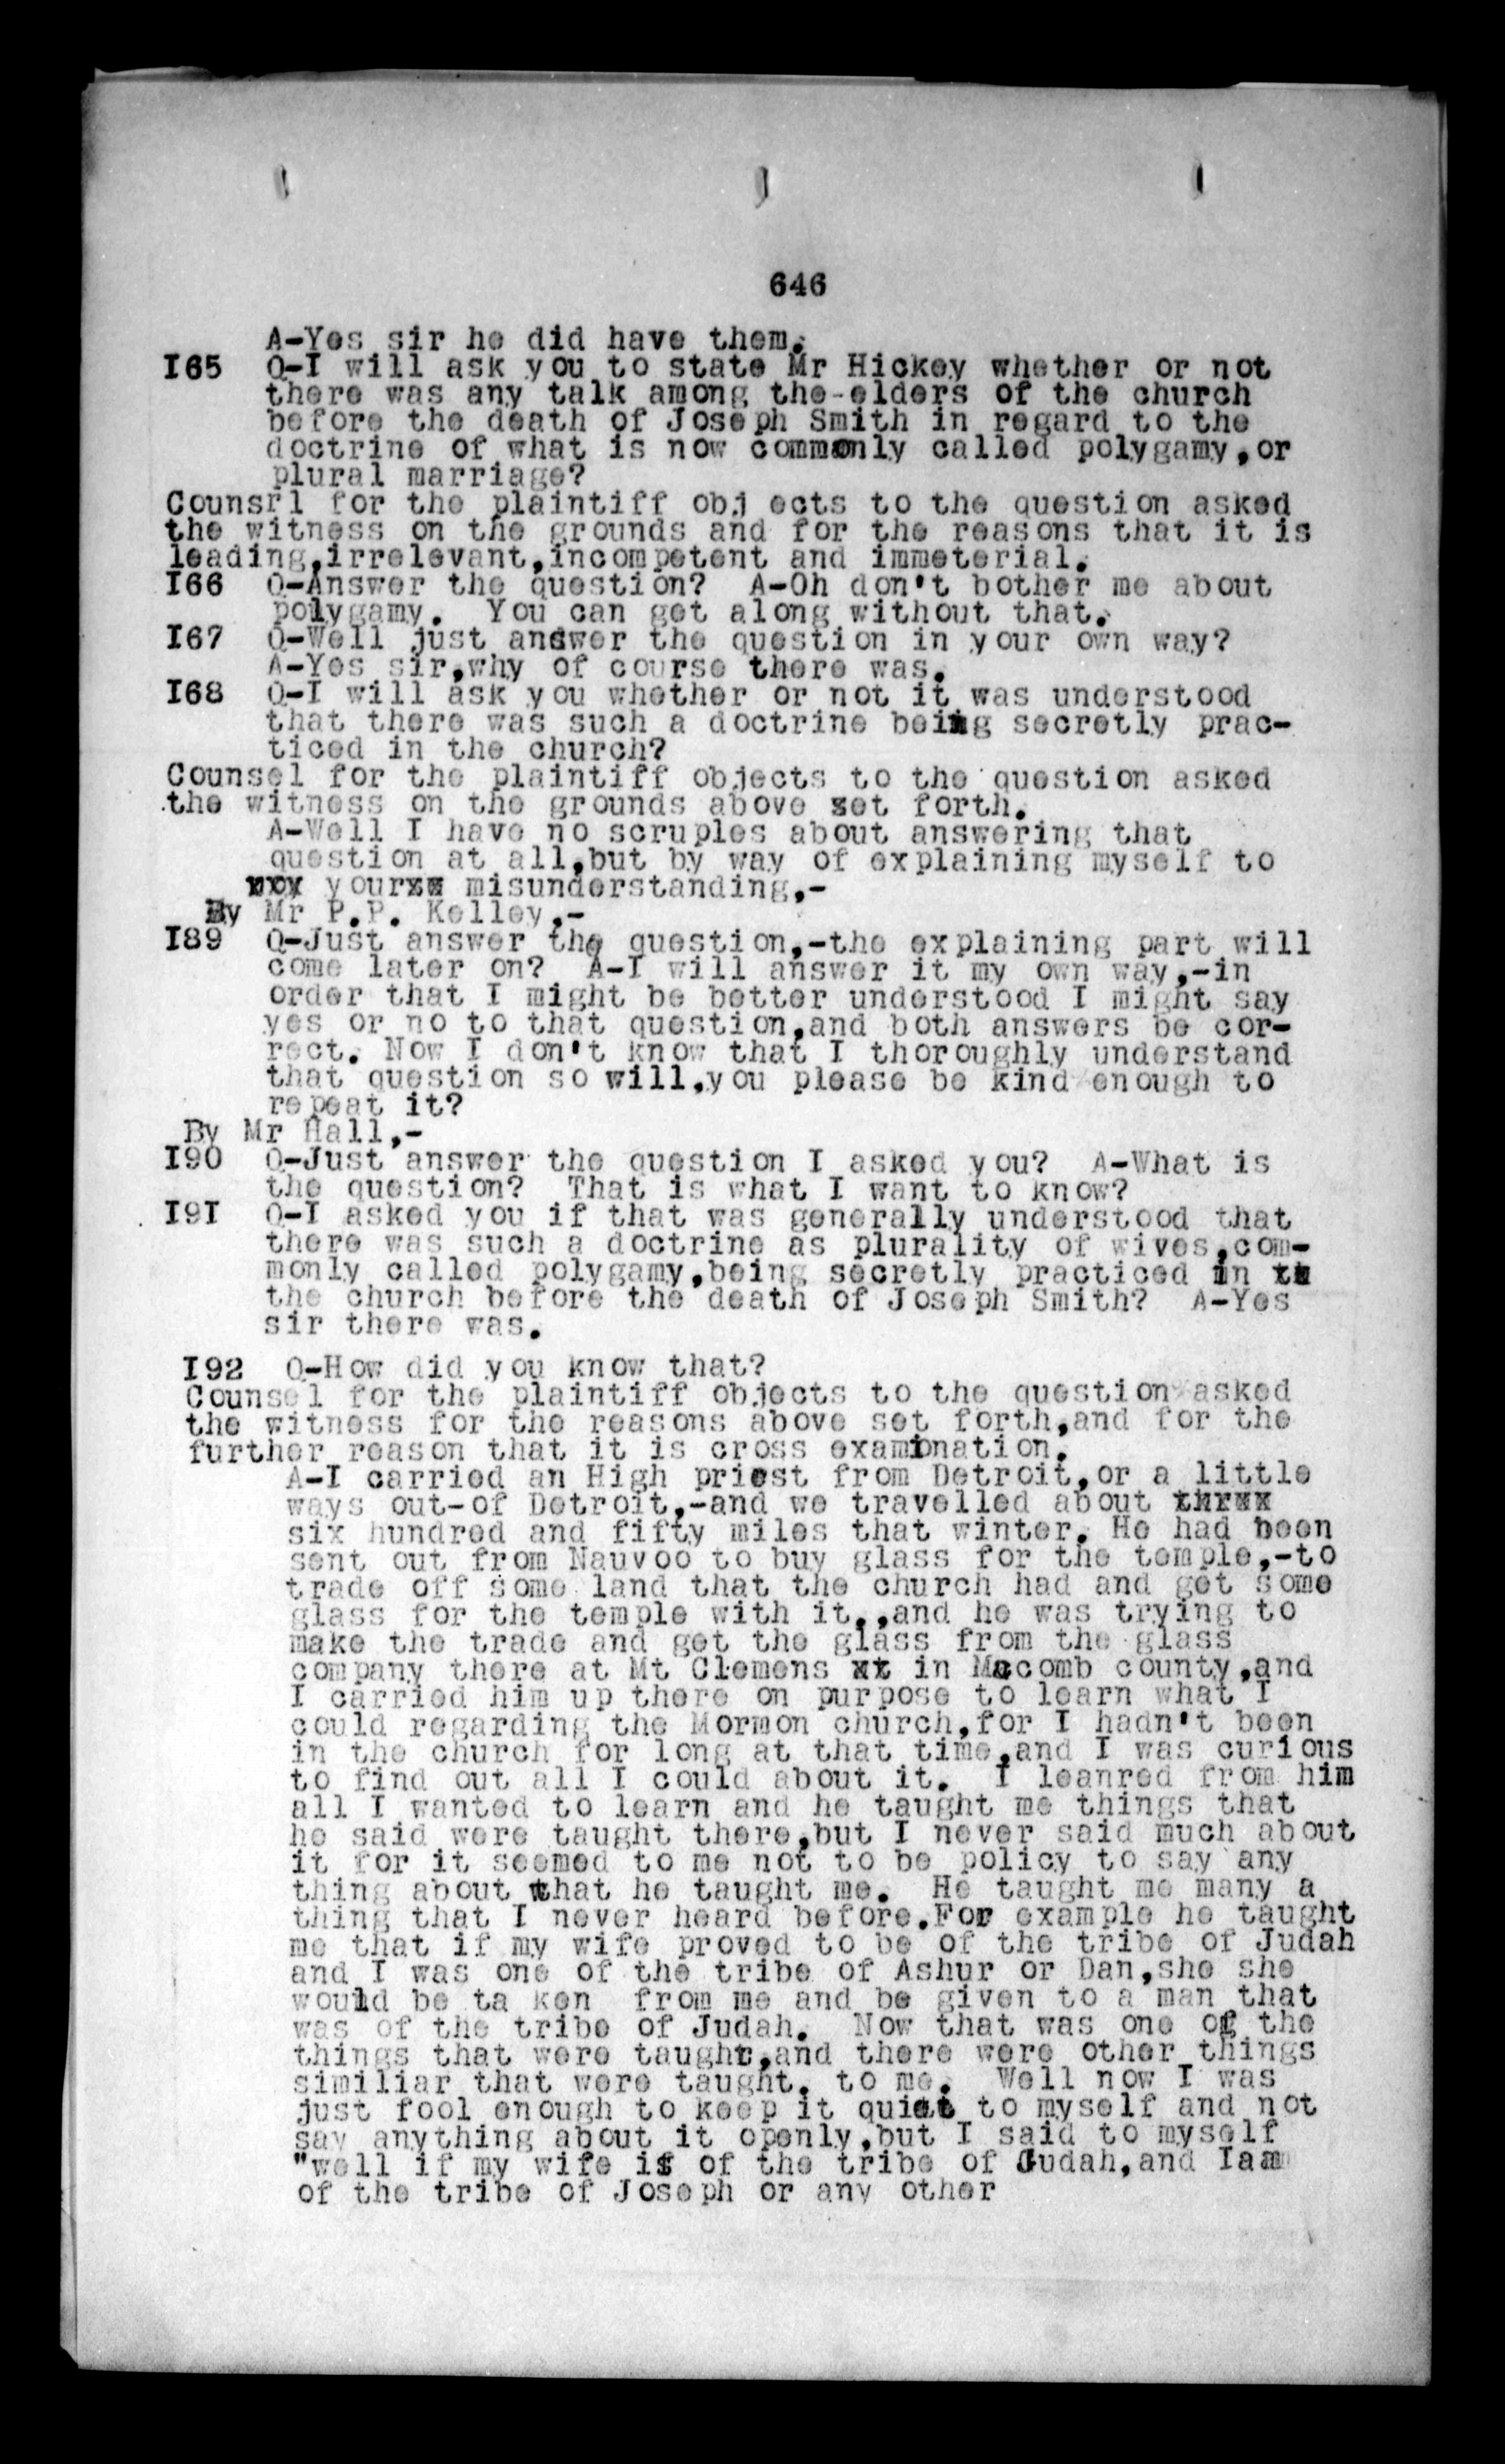 646
A-Yes sir he did have them.
I65 Q-I will ask you to state Mr Hickey whether or not
there was any talk among the-elders of the church
before the death of Joseph Smith in regard to the
doctrine of what is now commonly called polygamy,or
plural marriage?
Counsrl for the plaintiff obj ects to the question asked
the witness on the grounds and for the reasons that it is
leading,irrelevant,incompetent and immeterial.
I66 Q-Answer the question? A-Oh don't bother me about
polygamy. You can get along without that.
I67 Q-Well just andwer the question in your own way?
A-Yes sir,why of course there was.
I68 Q-I will ask you whether or not it was understood
that there was such a doctrine being secretly prac-
ticed in the church?
Counsel for the plaintiff objects to the question asked
the witness on the grounds above set forth.
A-Well I have no scruples about answering that
question at all,but by way of explaining myself to
xxy yourxx misunderstanding,-
By Mr P.P. Kelley,-
I89 Q-Just answer the question,-the explaining part will
come later on? A-I will answer it my own way,-in
order that I might be better understood I might say
yes or no to that question,and both answers be cor-
rect. Now I don't know that I thoroughly understand
that question so will,you please be kind enough to
repeat it?
By Mr Hall,-
I90 Q-Just answer the question I asked you? A-What is
the question? That is what I want to know?
I9I Q-I asked you if that was generally understood that
there was such a doctrine as plurality of wives,com-
monly called polygamy,being secretly practiced in
the church before the death of Joseph Smith? A-Yes
sir there was.
I92 Q-How did you know that?
Counsel for the plaintiff objects to the question asked
the witness for the reasons above set forth,and for the
further reason that it is cross examination.
A-I carried an High priest from Detroit,or a little
ways out-of Detroit,-and we travelled about thrxx
six hundred and fifty miles that winter. He had been
sent out from Nauvoo to buy glass for the temple,-to
trade off some land that the church had and get some
glass for the temple with it.,and he was trying to
make the trade and get the glass from the glass
company there at Mt Clemens xt in Macomb county,and
I carried him up there on purpose to learn what I
could regarding the Mormon church,for I hadn't been
in the church for long at that time,and I was curious
to find out all I could about it. I leanred from him
all I wanted to learn and he taught me things that
he said were taught there,but I never said much about
it for it seemed to me not to be policy to say any
thing about what he taught me. He taught me many a
thing that I never heard before.For example he taught
me that if my wife proved to be of the tribe of Judah
and I was one of the tribe of Ashur or Dan,she she
would be ta ken from me and be given to a man that
was of the tribe of Judah. Now that was one of the
things that were taught,and there were other things
similiar that were taught. to me. Well now I was
just fool enough to keep it quiet to myself and not
say anything about it openly,but I said to myself
"well if my wife is of the tribe of Judah,and Iam
of the tribe of Joseph or any other